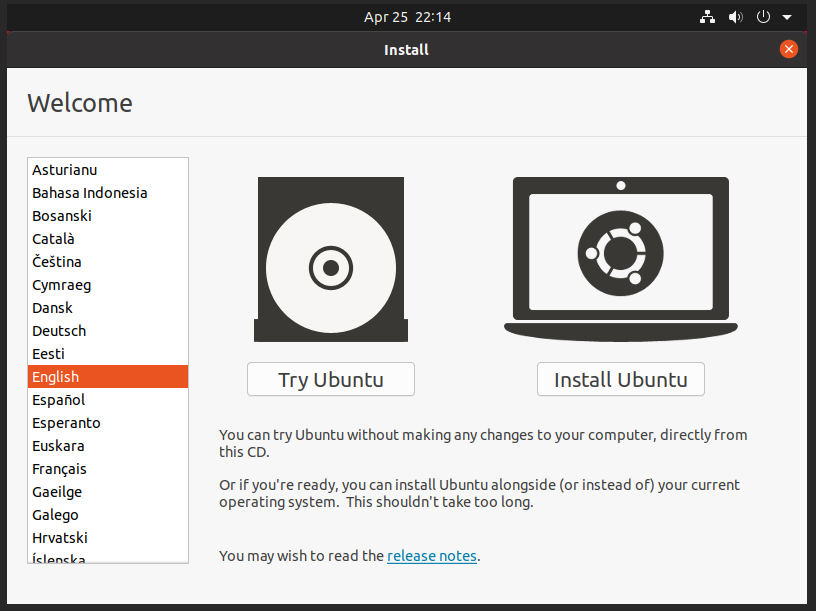 Apr 25  22:14
Install
Welcome
Asturianu
Bahasa Indonesia
Bosanski
Català
Čeština
Cymraeg
Dansk
Deutsch
Eesti
English
Español
Esperanto
Euskara
Français
Gaeilge
Galego
Hrvatski
Íslenska
Try Ubuntu
Install Ubuntu
You can try Ubuntu without making any changes to your computer, directly from
this CD.
Or if you're ready, you can install Ubuntu alongside (or instead of) your current
operating system.  This shouldn't take too long.
You may wish to read the release notes.